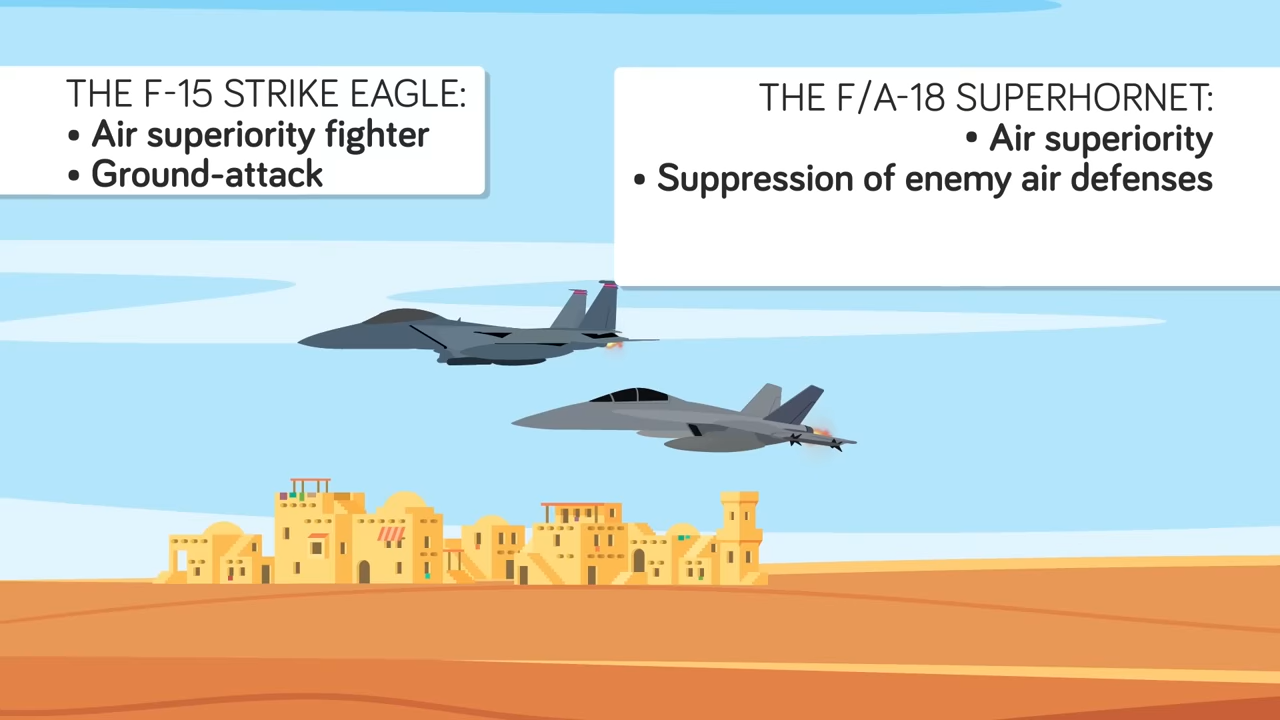 THE F-15 STRIKE EAGLE:
• Air superiority fighter
• Ground-attack
THE F/A-18 SUPERHORNET:
• Air superiority
• Suppression of enemy air defenses